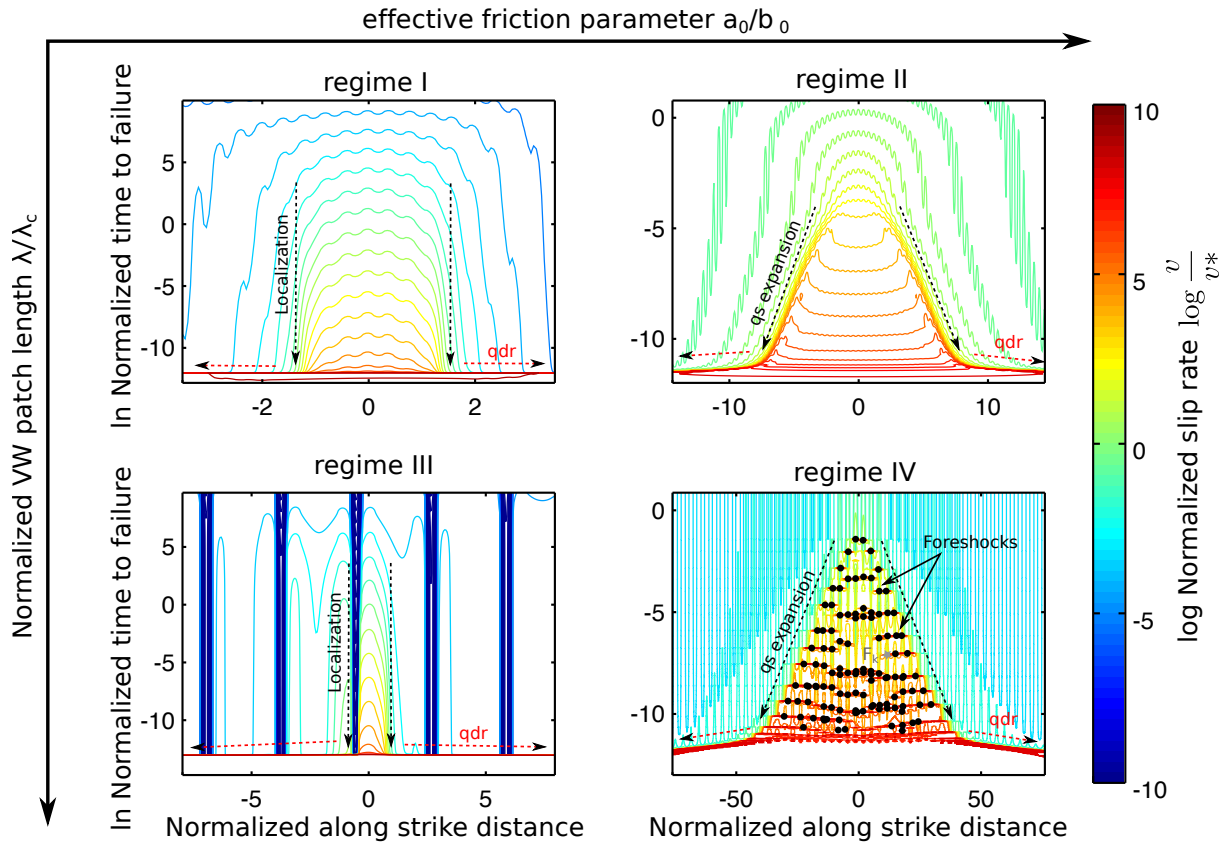 effective friction parameter a₀/b₀
Normalized VW patch length λ/λc
regime I
ln Normalized time to failure
5
0
-5
-10
-2
0
2
Localization
qdr
regime II
0
-5
-10
-10
0
10
qs expansion
qdr
regime III
ln Normalized time to failure
5
0
-5
-10
-5
0
5
Normalized along strike distance
Localization
qdr
regime IV
0
-5
-10
-50
0
50
Normalized along strike distance
qs expansion
Foreshocks
Fκ
qdr
10
5
0
-5
-10
log Normalized slip rate log v/v*